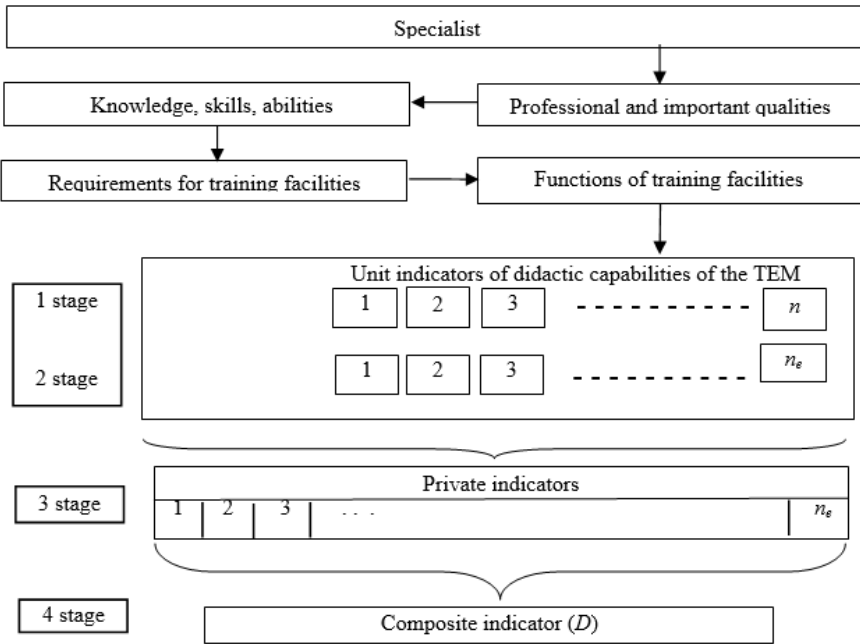 Specialist
Knowledge, skills, abilities
Professional and important qualities
Requirements for training facilities
Functions of training facilities
Unit indicators of didactic capabilities of the TEM
1 stage
1 2 3 n
2 stage
1 2 3 nₑ
Private indicators
3 stage
1 2 3 . . . nₑ
4 stage
Composite indicator (D)